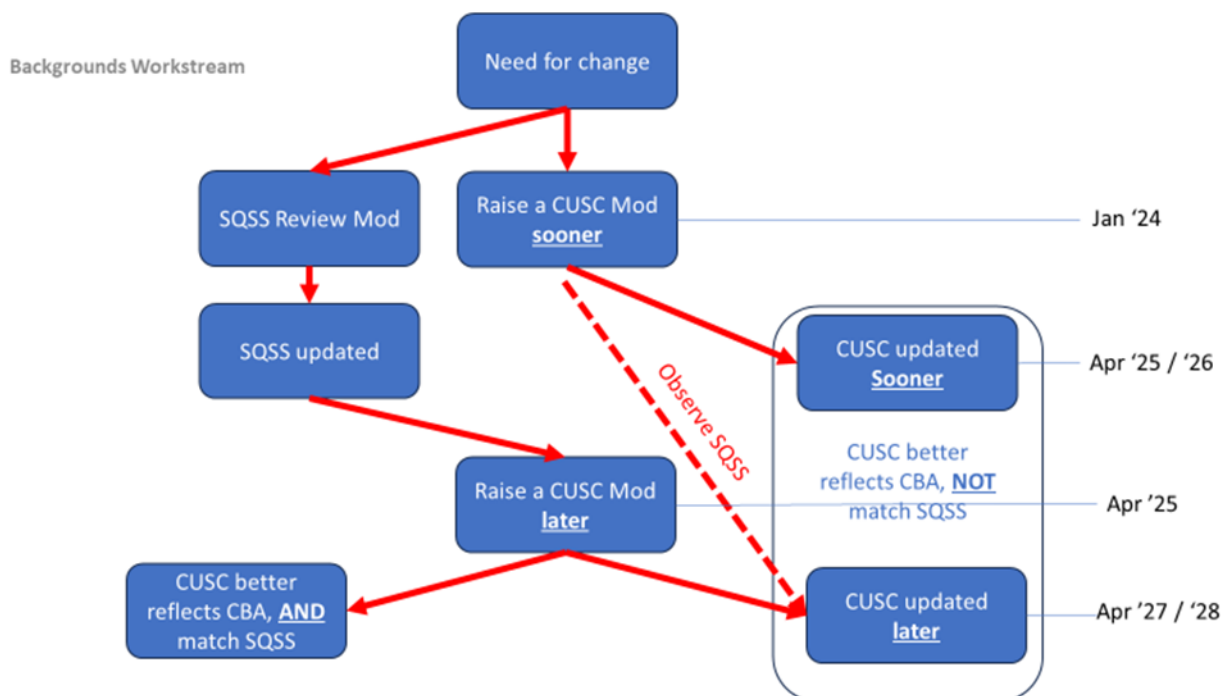 Backgrounds Workstream
Need for change
SQSS Review Mod
Raise a CUSC Mod
sooner
Jan ‘24
SQSS updated
CUSC updated
Sooner
Apr ‘25 / ‘26
Observe SQSS
CUSC better
reflects CBA, NOT
match SQSS
Raise a CUSC Mod
later
Apr ’25
CUSC better
reflects CBA, AND
match SQSS
CUSC updated
later
Apr ‘27 / ‘28